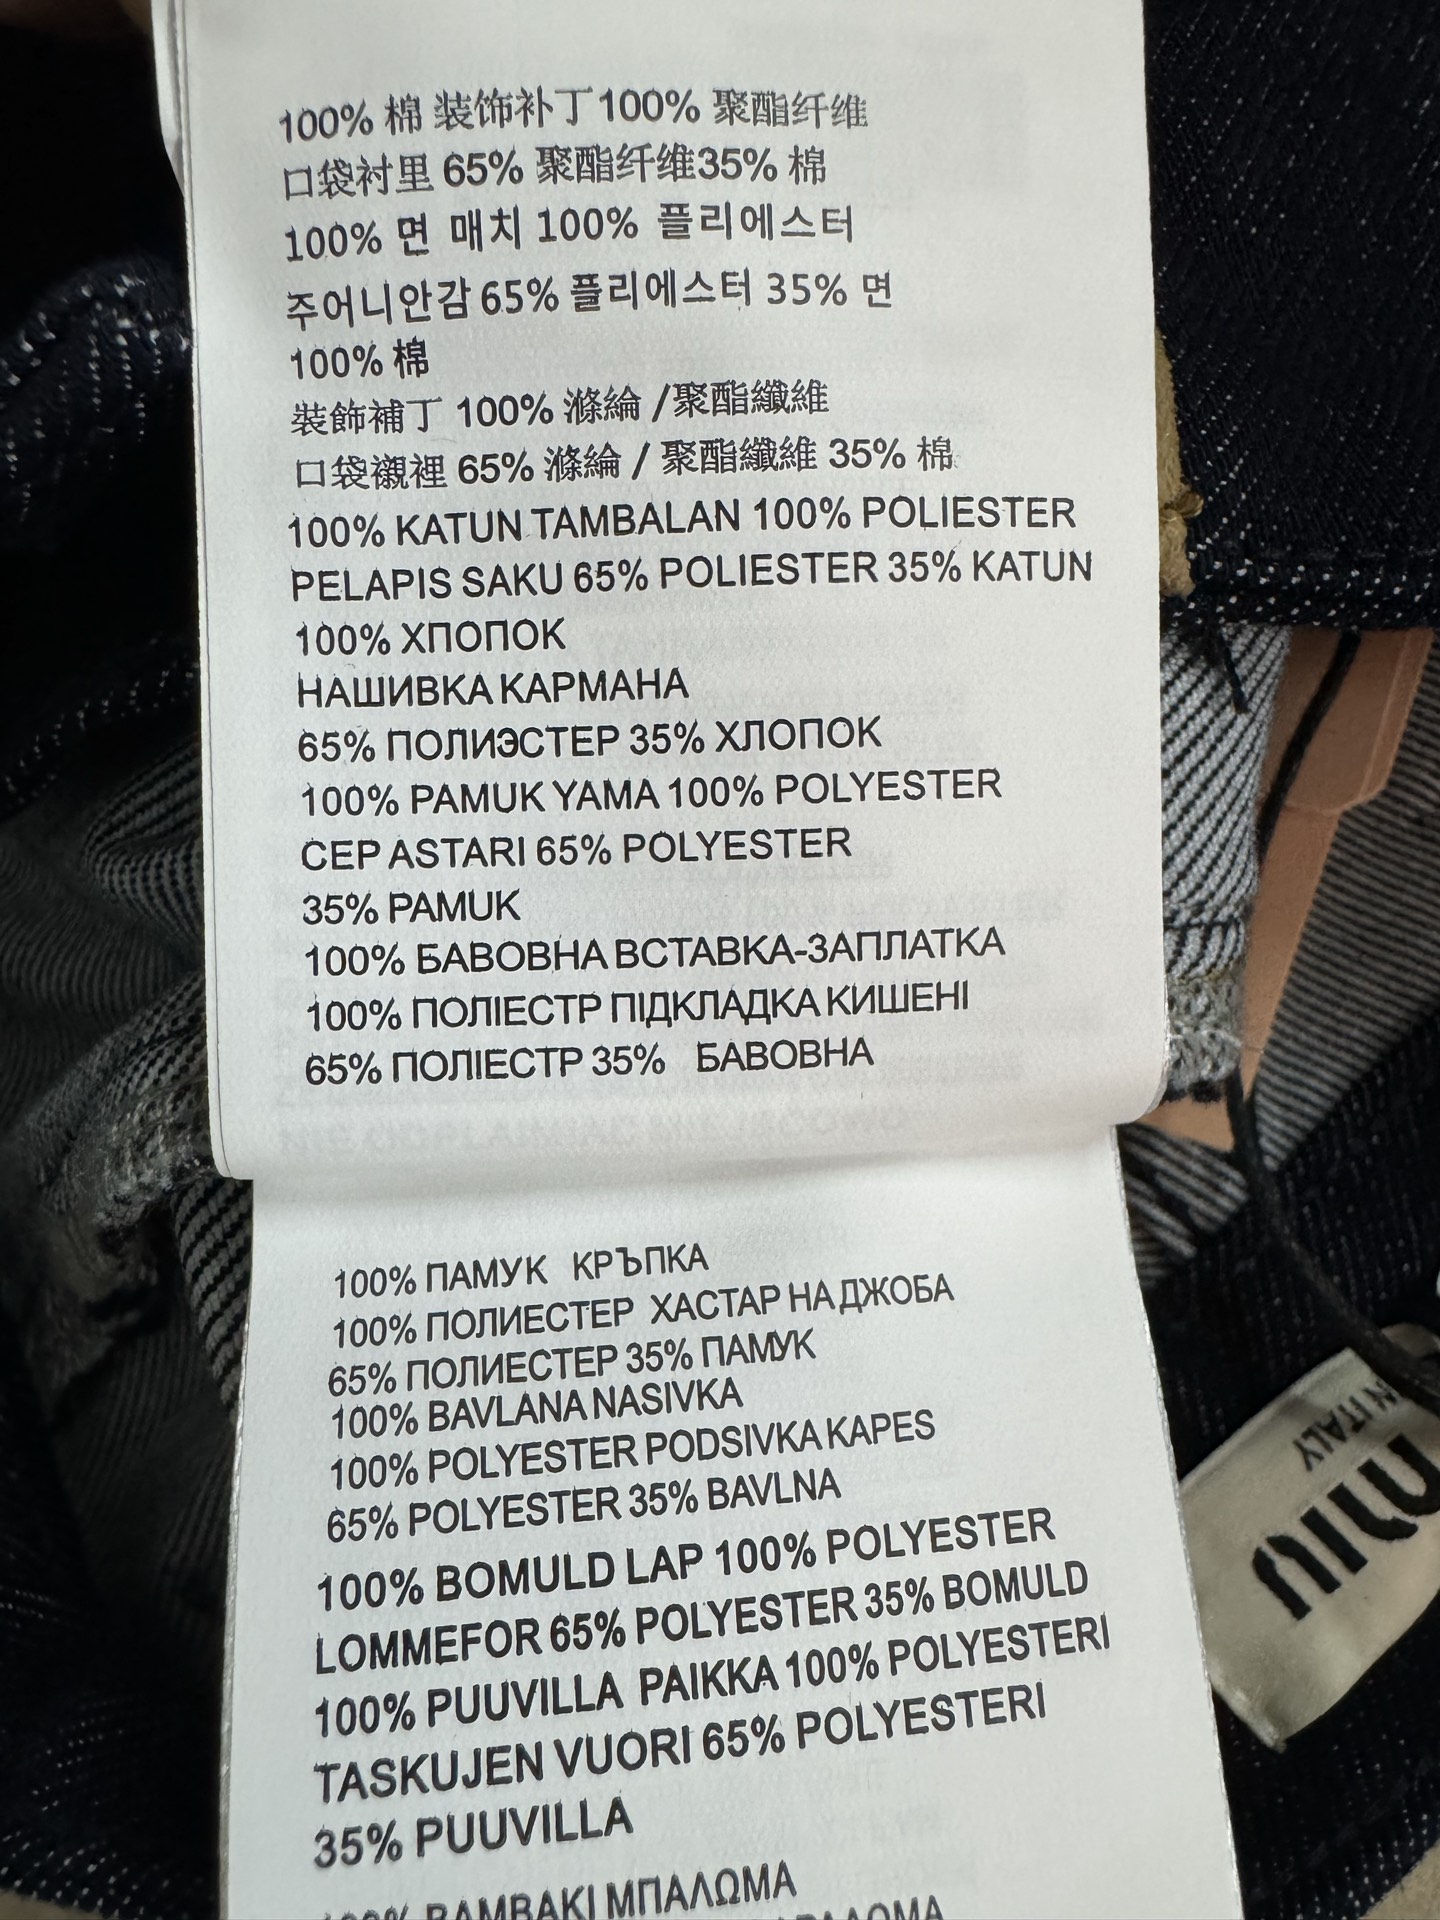 100% 棉 装饰补丁100% 聚酯纤维
口袋衬里 65% 聚酯纤维35% 棉
100% 면 매치 100% 플리에스터
주어니안감 65% 플리에스터 35% 면
100% 棉
裝飾補丁 100% 滌綸 /聚酯纖維
口袋襯裡 65% 滌綸 / 聚酯纖維 35% 棉
100% KATUN TAMBALAN 100% POLIESTER
PELAPIS SAKU 65% POLIESTER 35% KATUN
100% ХПОПОК
НАШИВКА КАРМАНА
65% ПОЛИЭСТЕР 35% ХЛОПОК
100% PAMUK YAMA 100% POLYESTER
CEP ASTARI 65% POLYESTER
35% PAMUK
100% БАВОВНА ВСТАВКА-ЗАПЛАТКА
100% ПОЛІЕСТР ПІДКЛАДКА КИШЕНІ
65% ПОЛІЕСТР 35% БАВОВНА
100% ПАМУК КРЪПКА
100% ПОЛИЕСТЕР ХАСТАР НА ДЖОБА
65% ПОЛИЕСТЕР 35% ПАМУК
100% BAVLANA NASIVKA
100% POLYESTER PODSIVKA KAPES
65% POLYESTER 35% BAVLNA
100% BOMULD LAP 100% POLYESTER
LOMMEFOR 65% POLYESTER 35% BOMULD
100% PUUVILLA PAIKKA 100% POLYESTERI
TASKUJEN VUORI 65% POLYESTERI
35% PUUVILLA
100% ΒΑΜΒΑΚΙ ΜΠΑΛΩΜΑ
miu
ITALY